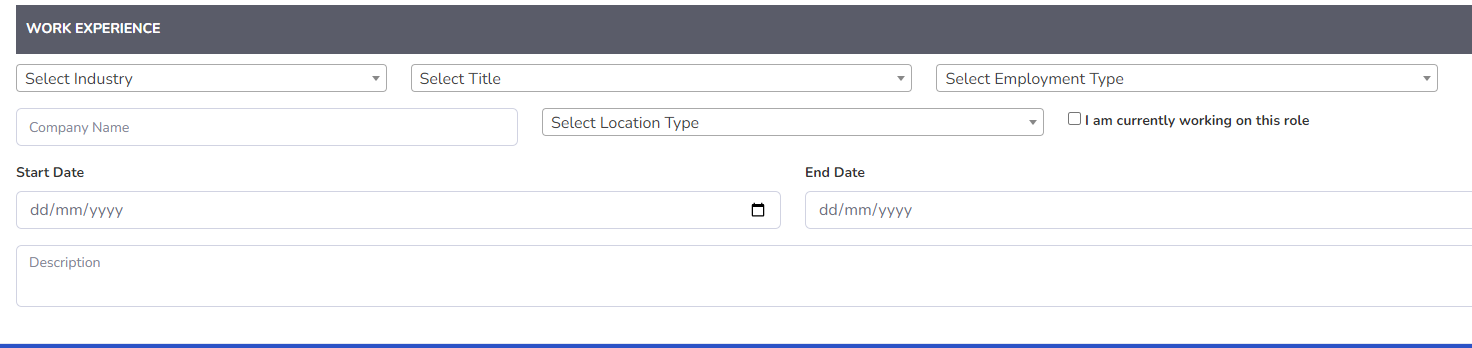 WORK EXPERIENCE
Select Industry Select Title Select Employment Type
Company Name Select Location Type I am currently working on this role
Start Date End Date
dd/mm/yyyy dd/mm/yyyy
Description